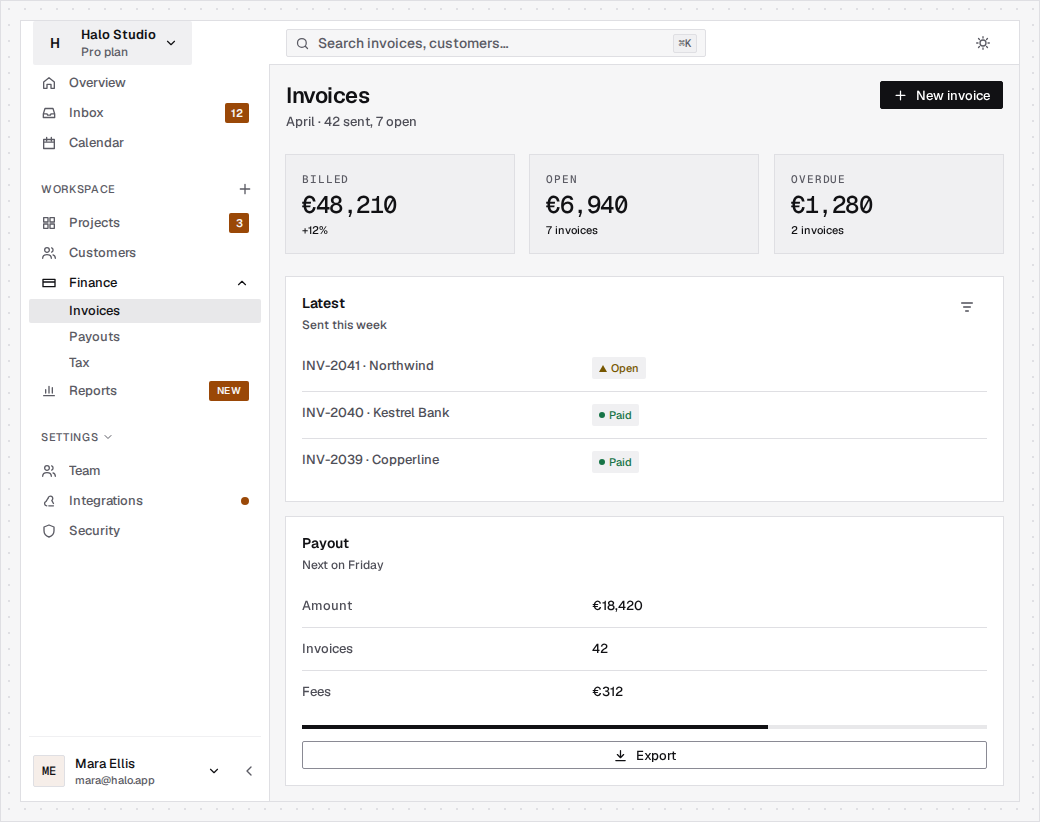 H
Halo Studio
Pro plan
Overview
Inbox 12
Calendar
WORKSPACE
Projects 3
Customers
Finance
Invoices
Payouts
Tax
Reports NEW
SETTINGS
Team
Integrations
Security
ME
Mara Ellis
mara@halo.app
Search invoices, customers... ⌘K
Invoices
April · 42 sent, 7 open
New invoice
BILLED
€48,210
+12%
OPEN
€6,940
7 invoices
OVERDUE
€1,280
2 invoices
Latest
Sent this week
INV-2041 · Northwind Open
INV-2040 · Kestrel Bank Paid
INV-2039 · Copperline Paid
Payout
Next on Friday
Amount €18,420
Invoices 42
Fees €312
Export